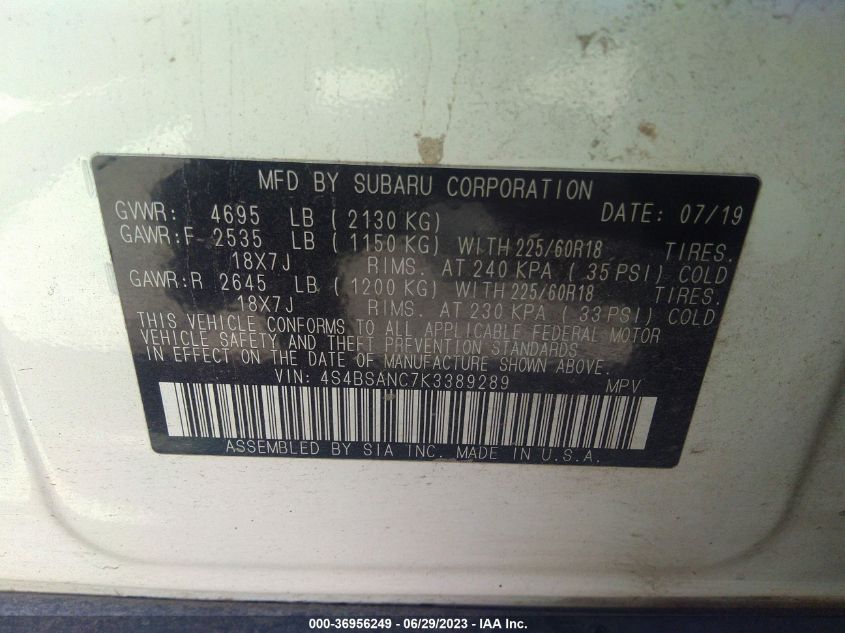 MFD BY SUBARU CORPORATION
GVWR: 4695 LB ( 2130 KG) DATE: 07/19
GAWR:F 2535 LB ( 1150 KG) WITH 225/60R18 TIRES.
18X7J RIMS. AT 240 KPA ( 35 PSI) COLD
GAWR:R 2645 LB ( 1200 KG) WITH 225/60R18 TIRES.
18X7J RIMS. AT 230 KPA ( 33 PSI) COLD
THIS VEHICLE CONFORMS TO ALL APPLICABLE FEDERAL MOTOR
VEHICLE SAFETY AND THEFT PREVENTION STANDARDS
IN EFFECT ON THE DATE OF MANUFACTURE SHOWN ABOVE.
VIN: 4S4BSANC7K3389289 MPV
ASSEMBLED BY SIA INC. MADE IN U.S.A.
000-36956249 - 06/29/2023 - IAA Inc.